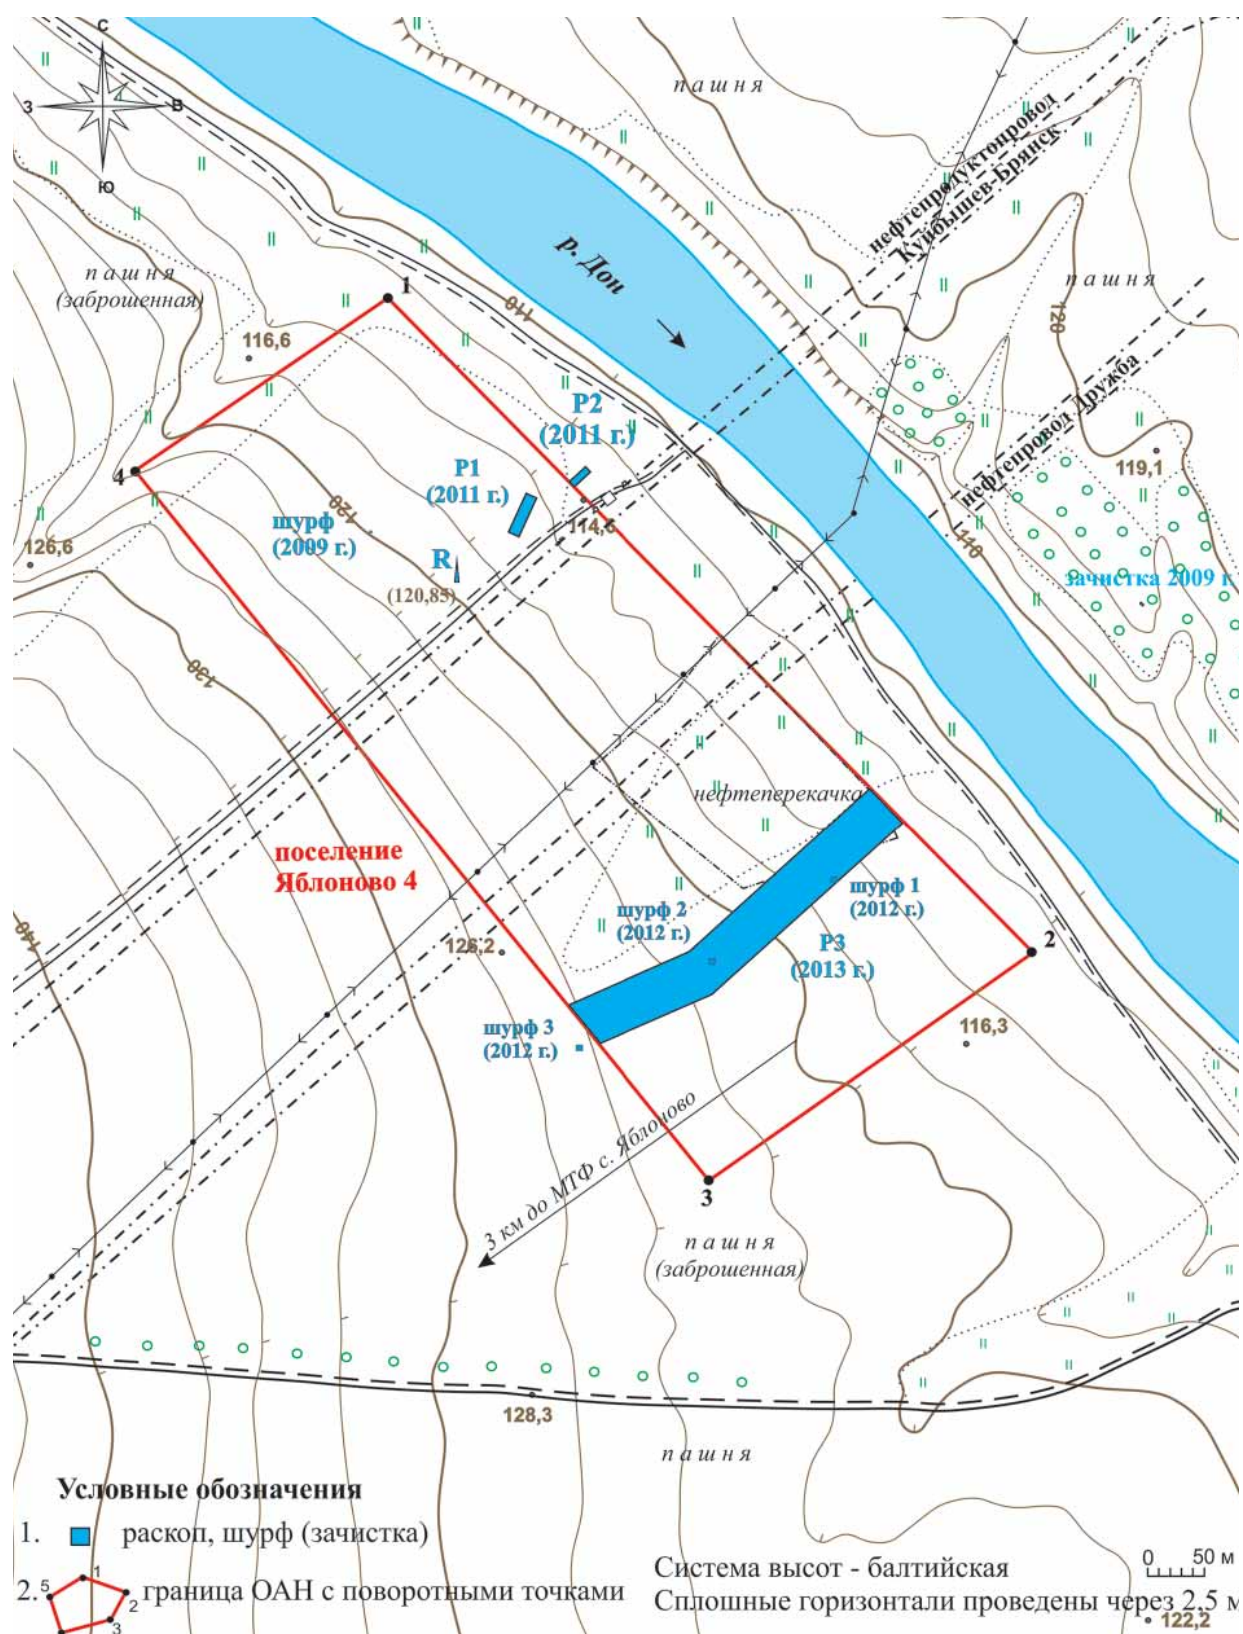 С
З
В
Ю
пашня
нефтепродуктопровод
Куйбышев-Брянск
р. Дон
пашня
(заброшенная)
пашня
1
110
120
116,6
нефтепровод Дружба
Р2
(2011 г.)
119,1
4
Р1
(2011 г.)
шурф
(2009 г.)
120
114,6
110
126,6
R
(120,85)
зачистка 2009 г.
130
нефтеперекачка
поселение
Яблоново 4
шурф 1
(2012 г.)
шурф 2
(2012 г.)
140
126,2
Р3
(2013 г.)
2
шурф 3
(2012 г.)
116,3
3 км до МТФ с. Яблоново
3
пашня
(заброшенная)
128,3
пашня
Условные обозначения
1. раскоп, шурф (зачистка)
2. граница ОАН с поворотными точками
5
1
2
3
Система высот - балтийская
0 50 м
Сплошные горизонтали проведены через 2,5 м
122,2